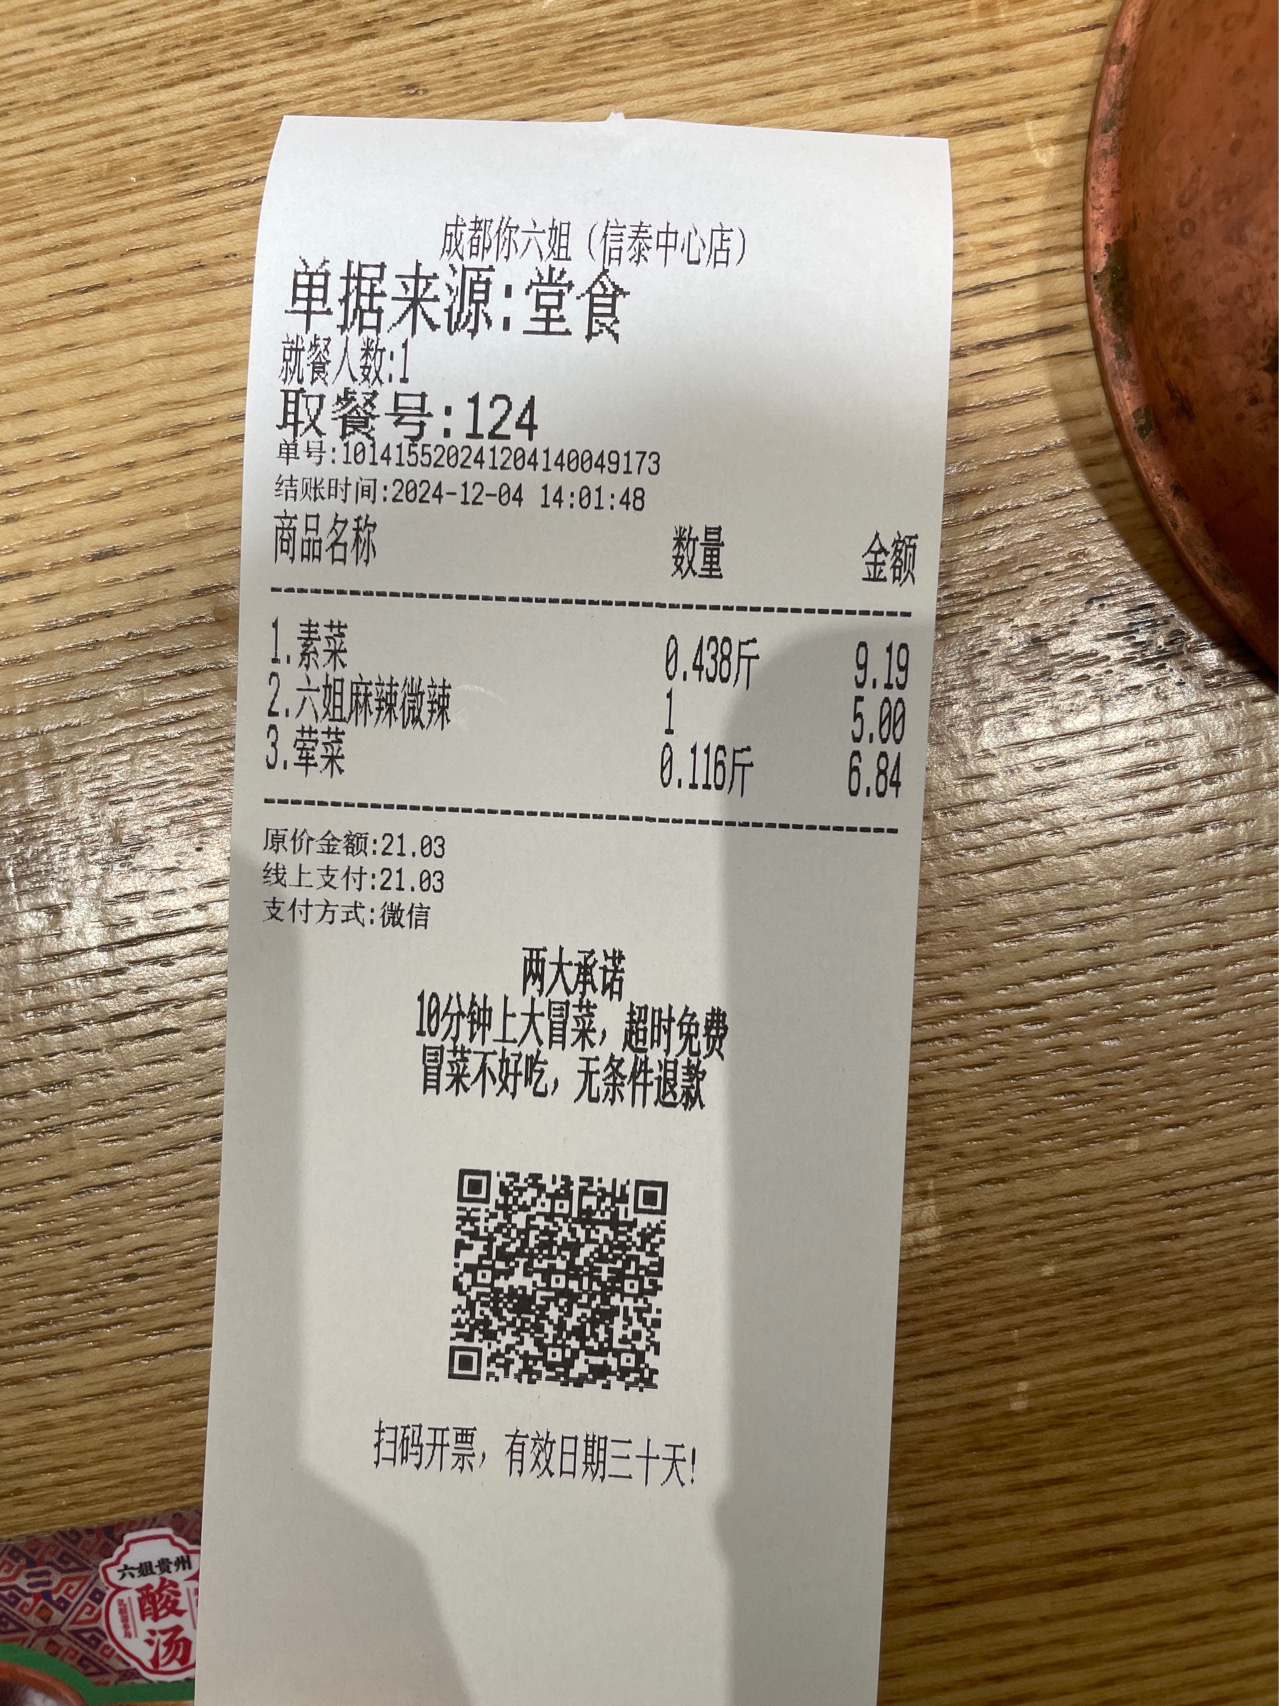 成都你六姐（信泰中心店）
单据来源:堂食
就餐人数:1
取餐号:124
单号:101415520241204140049173
结账时间:2024-12-04 14:01:48
商品名称 数量 金额
1.素菜 0.438斤 9.19
2.六姐麻辣微辣 1 5.00
3.荤菜 0.116斤 6.84
原价金额:21.03
线上支付:21.03
支付方式:微信
两大承诺
10分钟上大冒菜，超时免费
冒菜不好吃，无条件退款
扫码开票，有效日期三十天!
六姐贵州
酸
汤